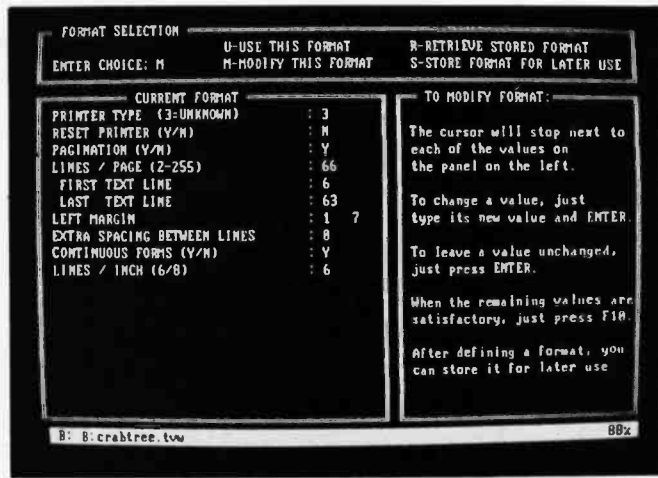 FORMAT SELECTION
U-USE THIS FORMAT R-RETRIEVE STORED FORMAT
ENTER CHOICE: M M-MODIFY THIS FORMAT S-STORE FORMAT FOR LATER USE
CURRENT FORMAT
PRINTER TYPE (3=UNKNOWN) : 3
RESET PRINTER (Y/N) : N
PAGINATION (Y/N) : Y
LINES / PAGE (2-255) : 66
FIRST TEXT LINE : 6
LAST TEXT LINE : 63
LEFT MARGIN : 1 7
EXTRA SPACING BETWEEN LINES : 0
CONTINUOUS FORMS (Y/N) : Y
LINES / INCH (6/8) : 6
TO MODIFY FORMAT:
The cursor will stop next to
each of the values on
the panel on the left.
To change a value, just
type its new value and ENTER.
To leave a value unchanged,
just press ENTER.
When the remaining values are
satisfactory, just press F10.
After defining a format, you
can store it for later use
B: B:crabtree.tvw 80%